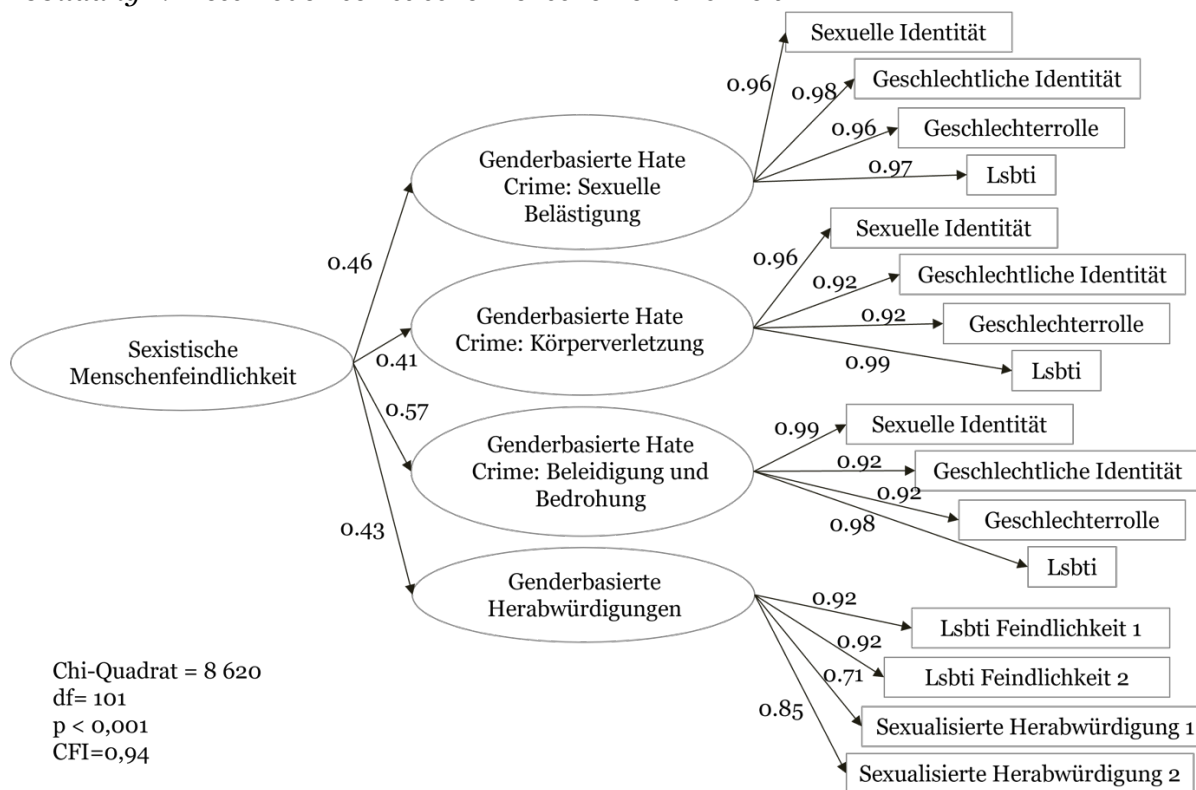 Sexuelle Identität
0.96
0.98
Geschlechtliche Identität
0.96
Geschlechterrolle
0.97
Lsbti
Genderbasierte Hate
Crime: Sexuelle
Belästigung
0.46
Sexuelle Identität
0.96
0.92
Geschlechtliche Identität
0.92
Geschlechterrolle
0.99
Lsbti
Genderbasierte Hate
Crime: Körperverletzung
0.41
Sexistische
Menschenfeindlichkeit
0.57
Genderbasierte Hate
Crime: Beleidigung und
Bedrohung
0.99
Sexuelle Identität
0.92
Geschlechtliche Identität
0.92
Geschlechterrolle
0.98
Lsbti
0.43
Genderbasierte
Herabwürdigungen
0.92
Lsbti Feindlichkeit 1
0.92
Lsbti Feindlichkeit 2
0.71
Sexualisierte Herabwürdigung 1
0.85
Sexualisierte Herabwürdigung 2
Chi-Quadrat = 8 620
df= 101
p < 0,001
CFI=0,94